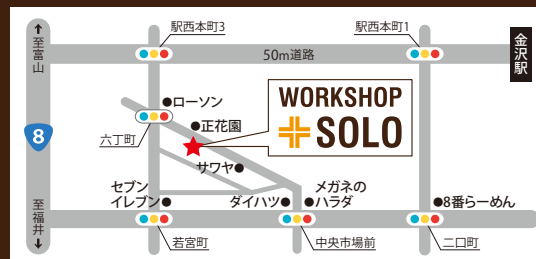 駅西本町3
駅西本町1
↑至富山
50m道路
金沢駅
ローソン
正花園
WORKSHOP
SOLO
六丁町
8
サワヤ
セブン
イレブン
ダイハツ
メガネの
ハラダ
8番らーめん
至福井↓
若宮町
中央市場前
二口町